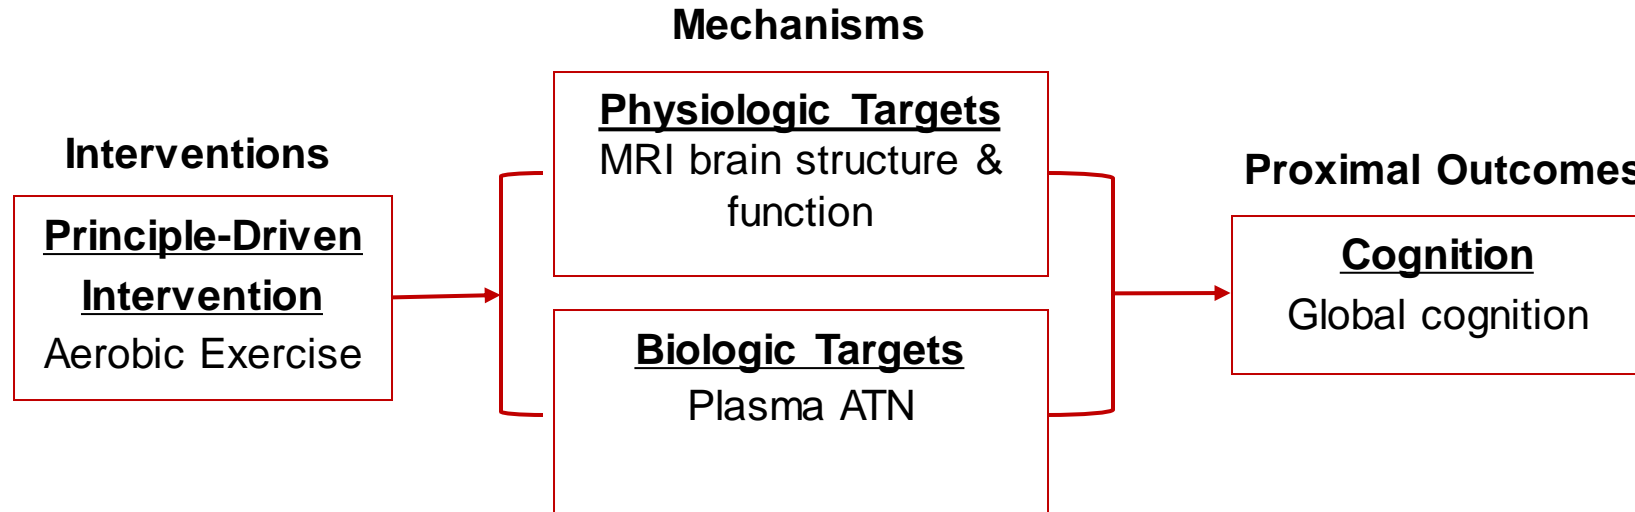 Mechanisms
Physiologic Targets
MRI brain structure &
function
Interventions
Principle-Driven
Intervention
Aerobic Exercise
Biologic Targets
Plasma ATN
Proximal Outcomes
Cognition
Global cognition